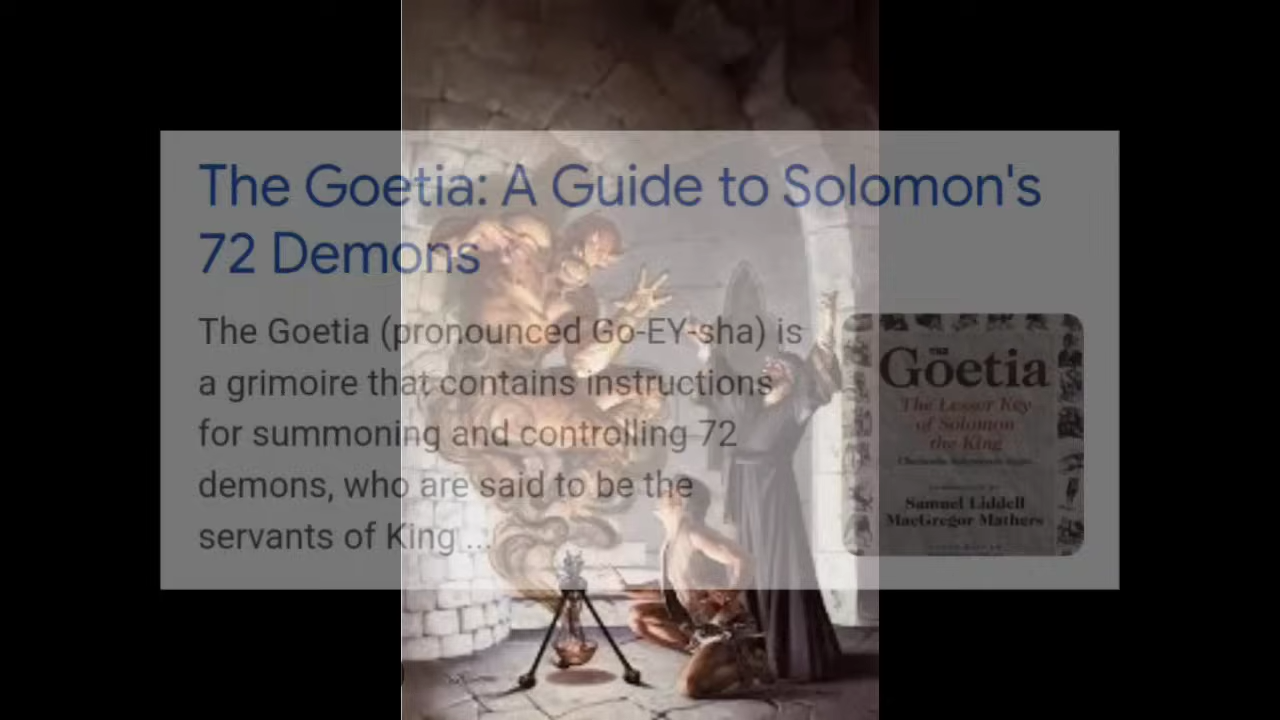 The Goetia: A Guide to Solomon's
72 Demons
The Goetia (pronounced Go-EY-sha) is
a grimoire that contains instructions
for summoning and controlling 72
demons, who are said to be the
servants of King ...
THE
Goetia
The Lesser Key
of Solomon
the King
Samuel Liddell
MacGregor Mathers